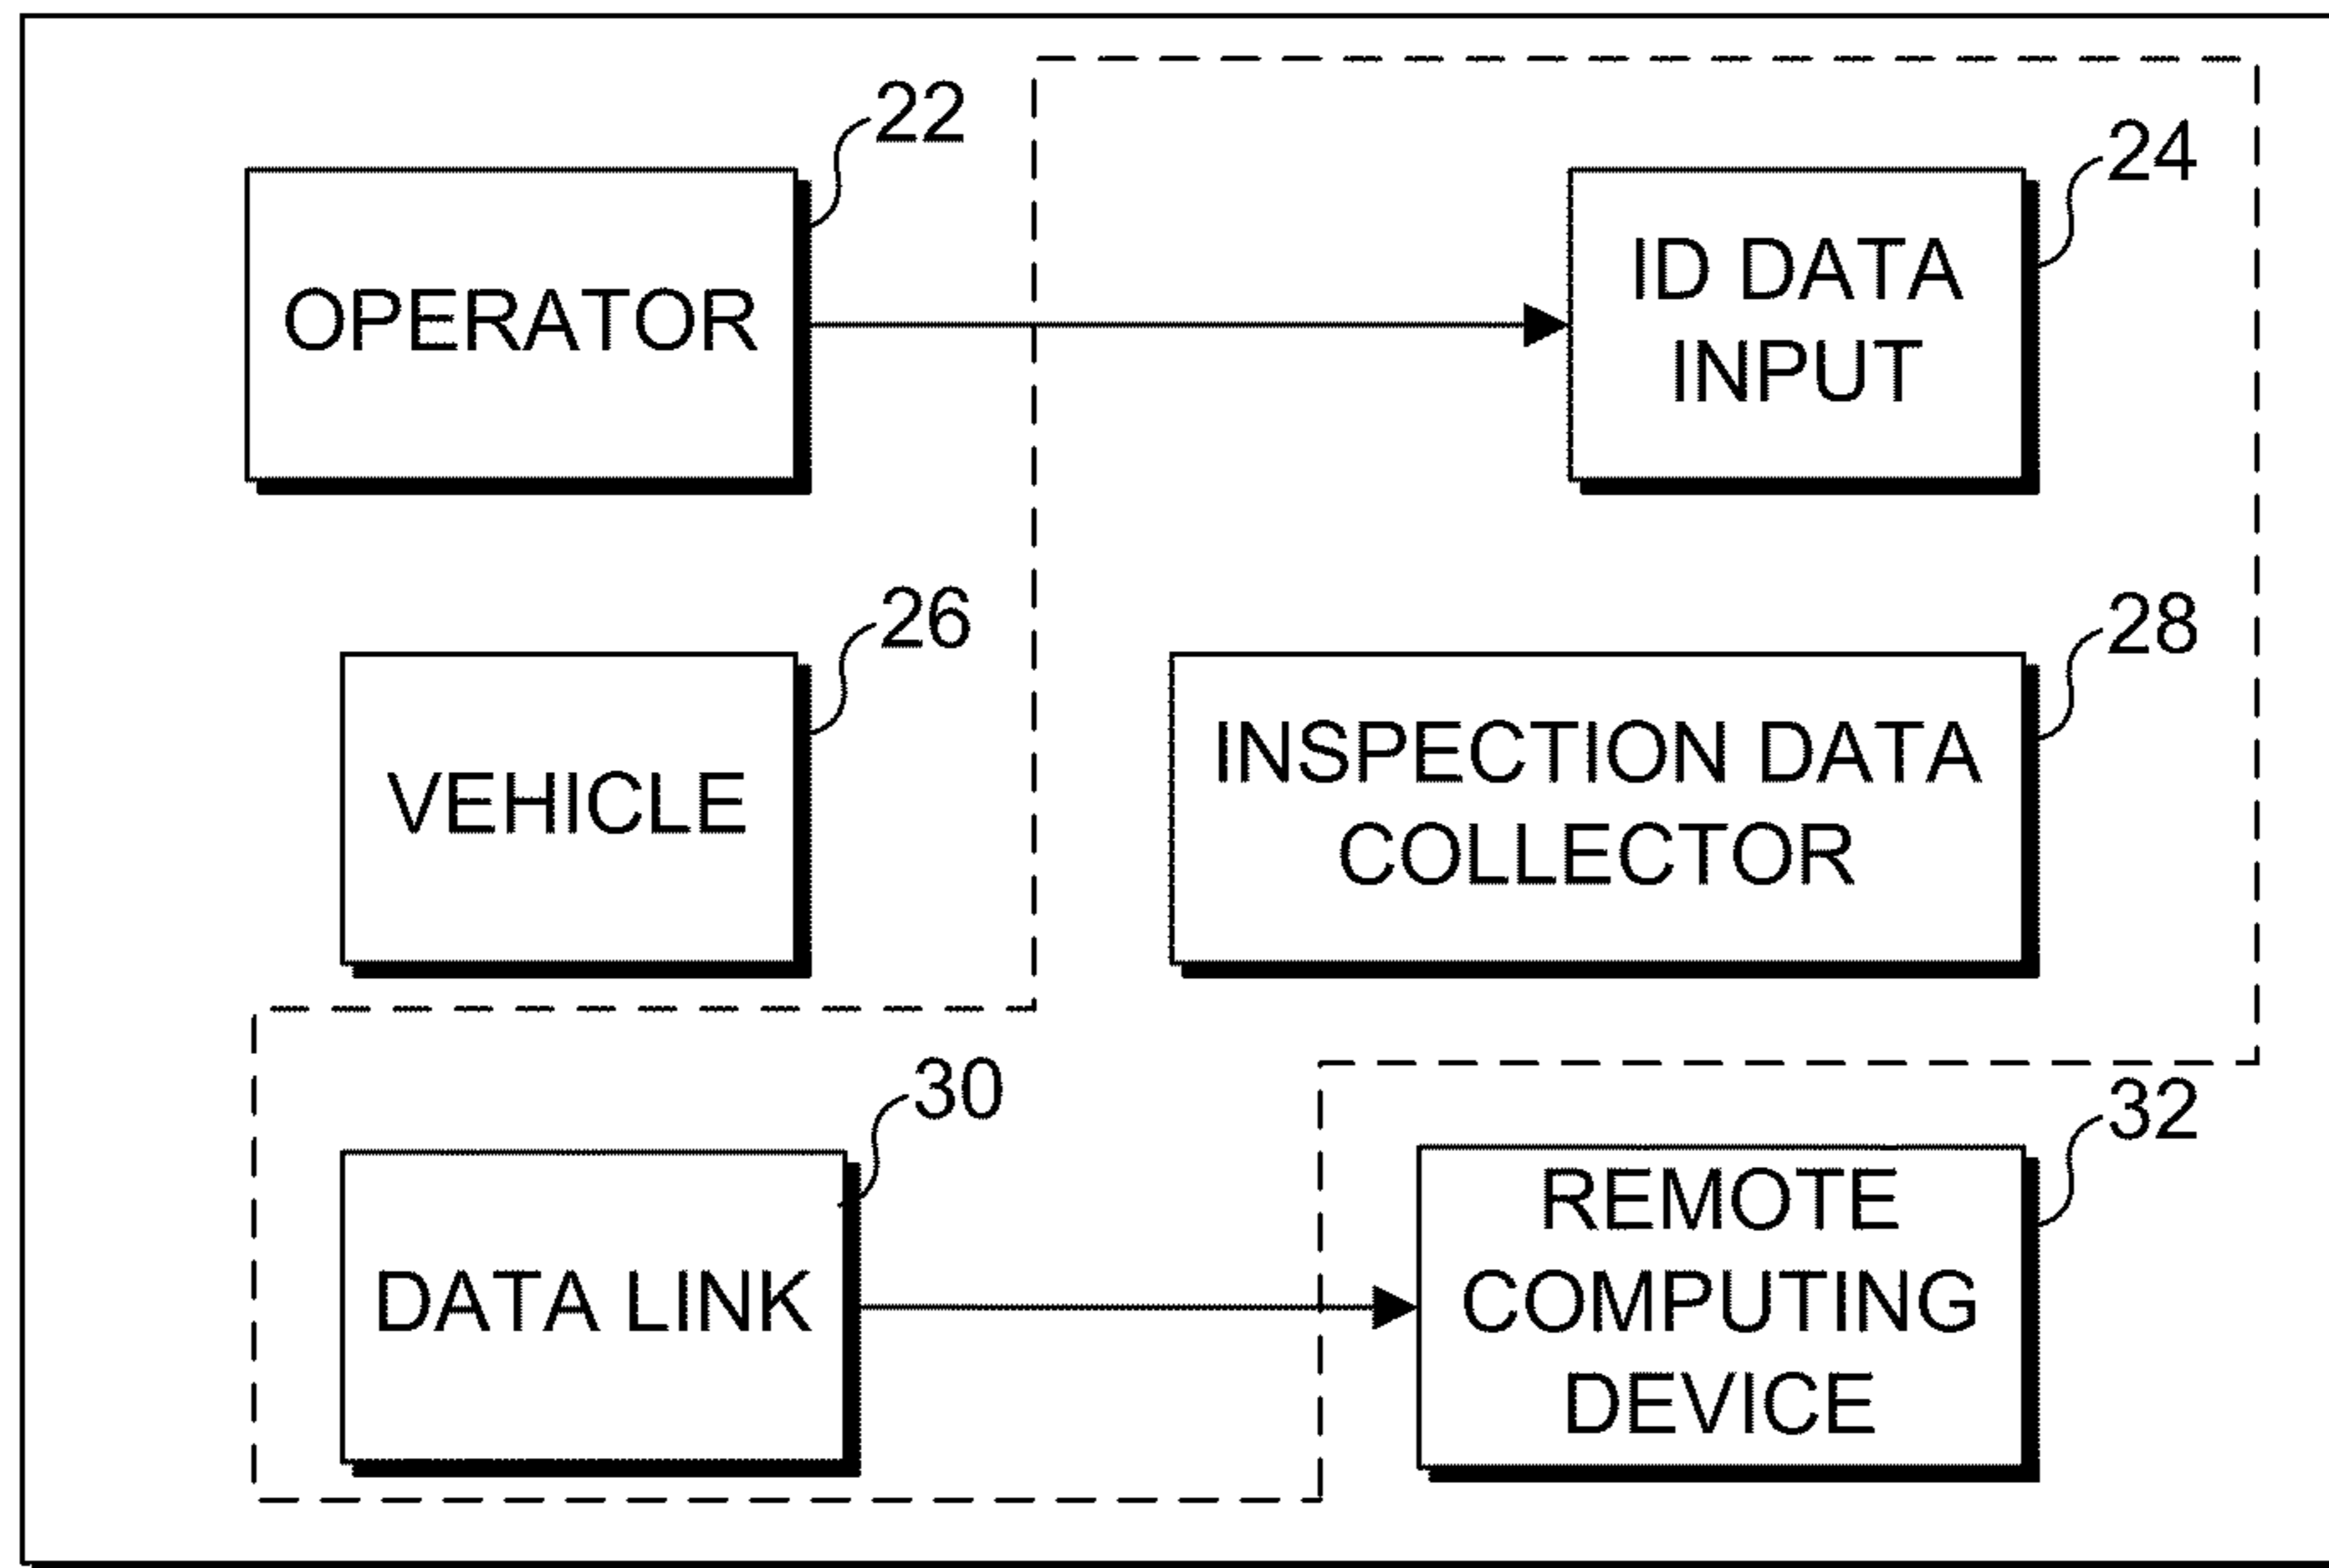 22
OPERATOR
24
ID DATA
INPUT
26
VEHICLE
28
INSPECTION DATA
COLLECTOR
30
DATA LINK
32
REMOTE
COMPUTING
DEVICE